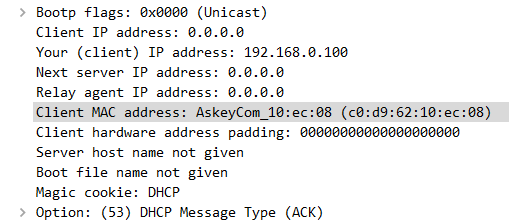 Bootp flags: 0x0000 (Unicast)
Client IP address: 0.0.0.0
Your (client) IP address: 192.168.0.100
Next server IP address: 0.0.0.0
Relay agent IP address: 0.0.0.0
Client MAC address: AskeyCom_10:ec:08 (c0:d9:62:10:ec:08)
Client hardware address padding: 00000000000000000000
Server host name not given
Boot file name not given
Magic cookie: DHCP
Option: (53) DHCP Message Type (ACK)